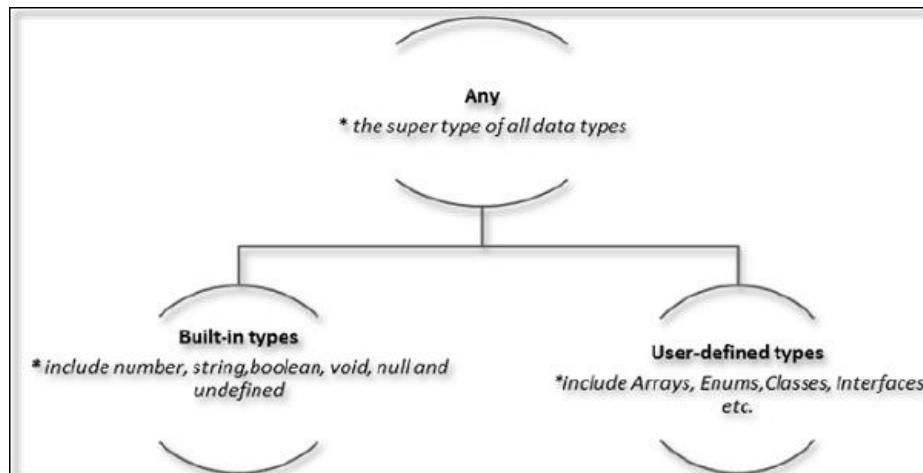 Any
* the super type of all data types
Built-in types
* include number, string,boolean, void, null and
undefined
User-defined types
*include Arrays, Enums,Classes, Interfaces
etc.